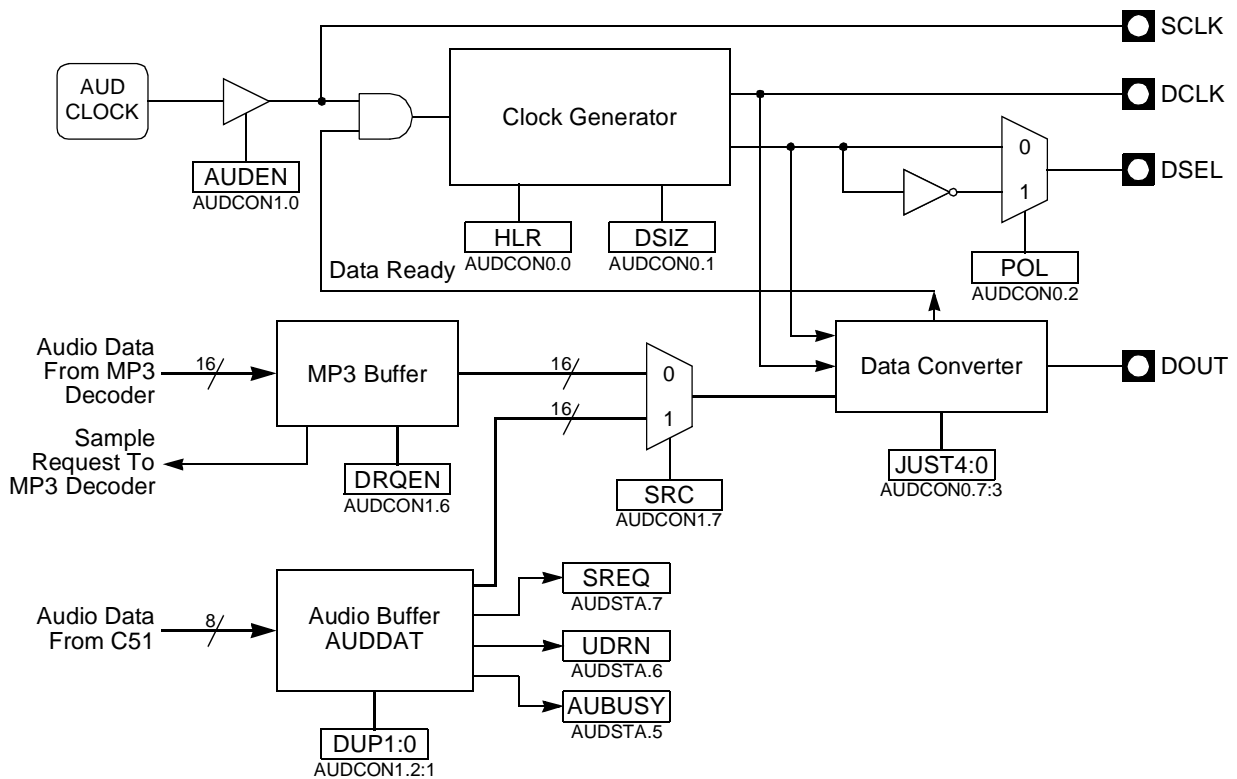 SCLK
AUD
CLOCK
Clock Generator
DCLK
0
1
DSEL
AUDEN
AUDCON1.0
HLR
AUDCON0.0
DSIZ
AUDCON0.1
POL
AUDCON0.2
Data Ready
Audio Data
From MP3
Decoder
16
MP3 Buffer
16
0
16
1
Data Converter
DOUT
Sample
Request To
MP3 Decoder
DRQEN
AUDCON1.6
SRC
AUDCON1.7
JUST4:0
AUDCON0.7:3
Audio Data
From C51
8
Audio Buffer
AUDDAT
SREQ
AUDSTA.7
UDRN
AUDSTA.6
AUBUSY
AUDSTA.5
DUP1:0
AUDCON1.2:1